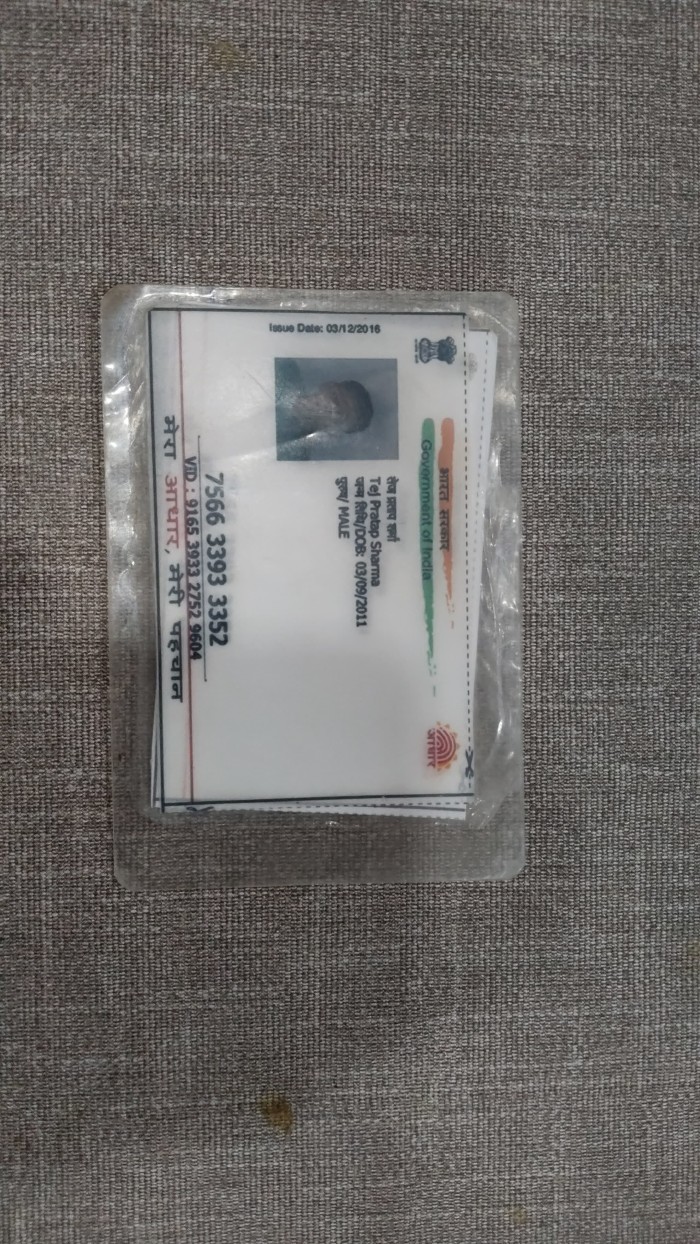 भारत सरकार
Government of India
Issue Date: 03/12/2016
तेज प्रताप शर्मा
Tej Pratap Sharma
जन्म तिथि/DOB: 03/09/2011
पुरुष/ MALE
7566 3393 3352
VID : 9165 3933 2752 9604
मेरा आधार, मेरी पहचान
आधार